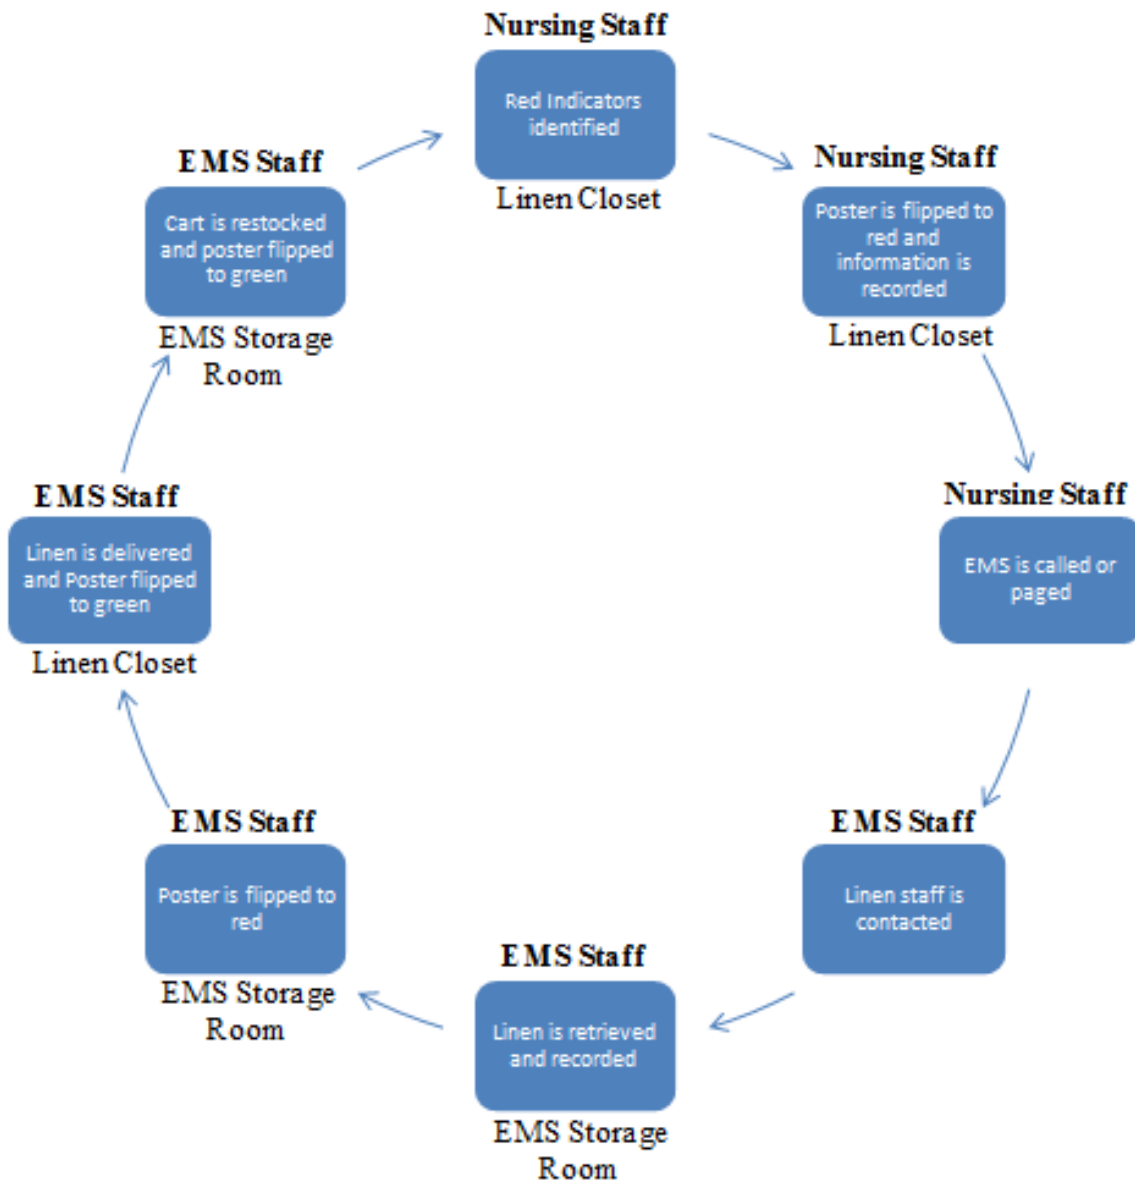 Nursing Staff
Red Indicators
identified
Linen Closet
Nursing Staff
Poster is flipped to
red and
information is
recorded
Linen Closet
Nursing Staff
EMS is called or
paged
EMS Staff
Linen staff is
contacted
EMS Staff
Linen is retrieved
and recorded
EMS Storage
Room
EMS Staff
Poster is flipped to
red
EMS Storage
Room
EMS Staff
Linen is delivered
and Poster flipped
to green
Linen Closet
EMS Staff
Cart is restocked
and poster flipped
to green
EMS Storage
Room